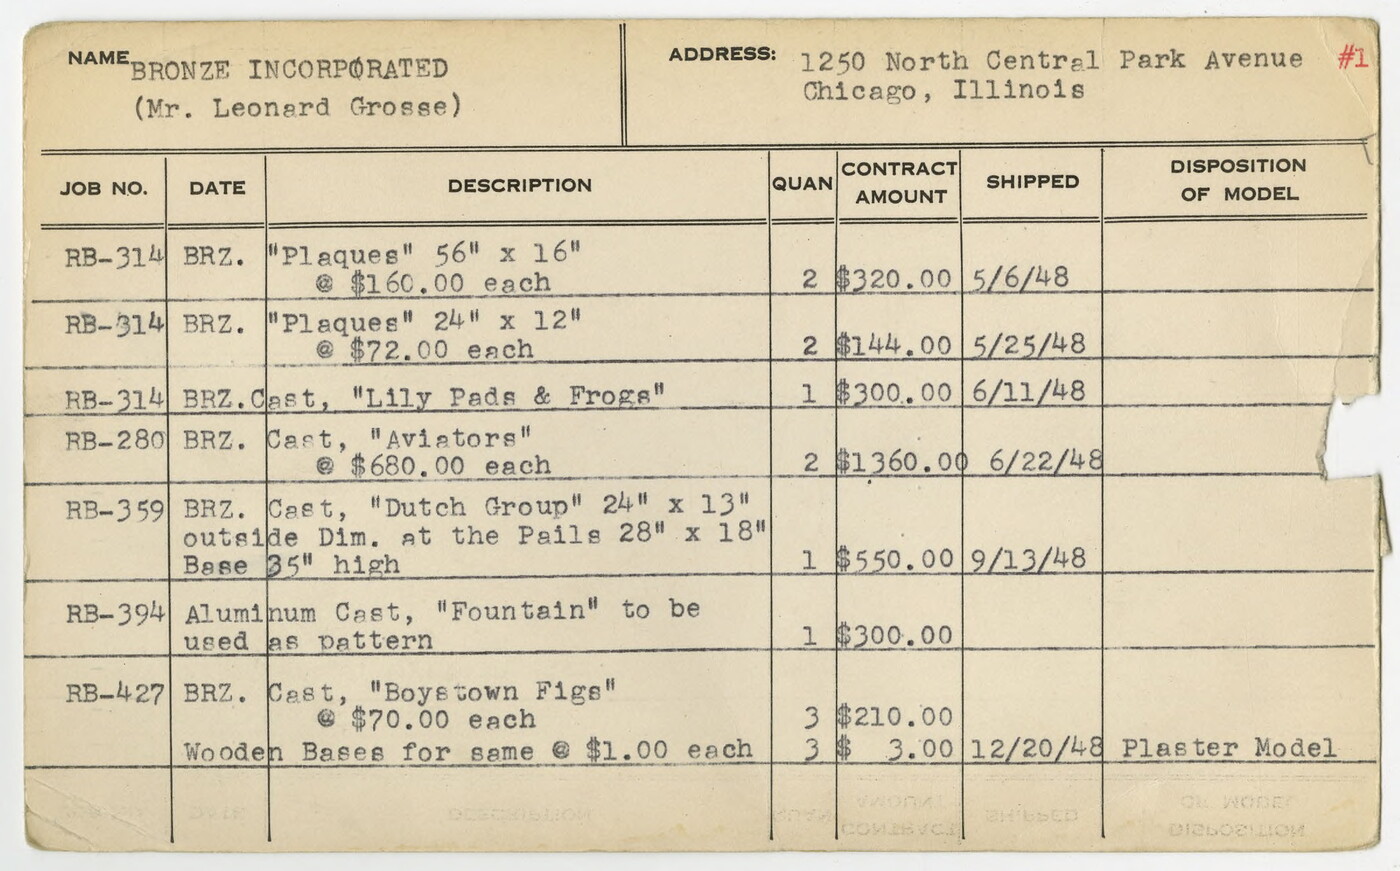 NAME BRONZE INCORPORATED
(Mr. Leonard Grosse)
ADDRESS: 1250 North Central Park Avenue #1
Chicago, Illinois
JOB NO. DATE DESCRIPTION QUAN CONTRACT AMOUNT SHIPPED DISPOSITION OF MODEL
RB-314 BRZ. "Plaques" 56" x 16"
@ $160.00 each 2 $320.00 5/6/48
RB-314 BRZ. "Plaques" 24" x 12"
@ $72.00 each 2 $144.00 5/25/48
RB-314 BRZ.Cast, "Lily Pads & Frogs" 1 $300.00 6/11/48
RB-280 BRZ. Cast, "Aviators"
@ $680.00 each 2 $1360.00 6/22/48
RB-359 BRZ. Cast, "Dutch Group" 24" x 13"
outside Dim. at the Pails 28" x 18"
Base 35" high 1 $550.00 9/13/48
RB-394 Aluminum Cast, "Fountain" to be
used as pattern 1 $300.00
RB-427 BRZ. Cast, "Boystown Figs"
@ $70.00 each 3 $210.00
Wooden Bases for same @ $1.00 each 3 $ 3.00 12/20/48 Plaster Model